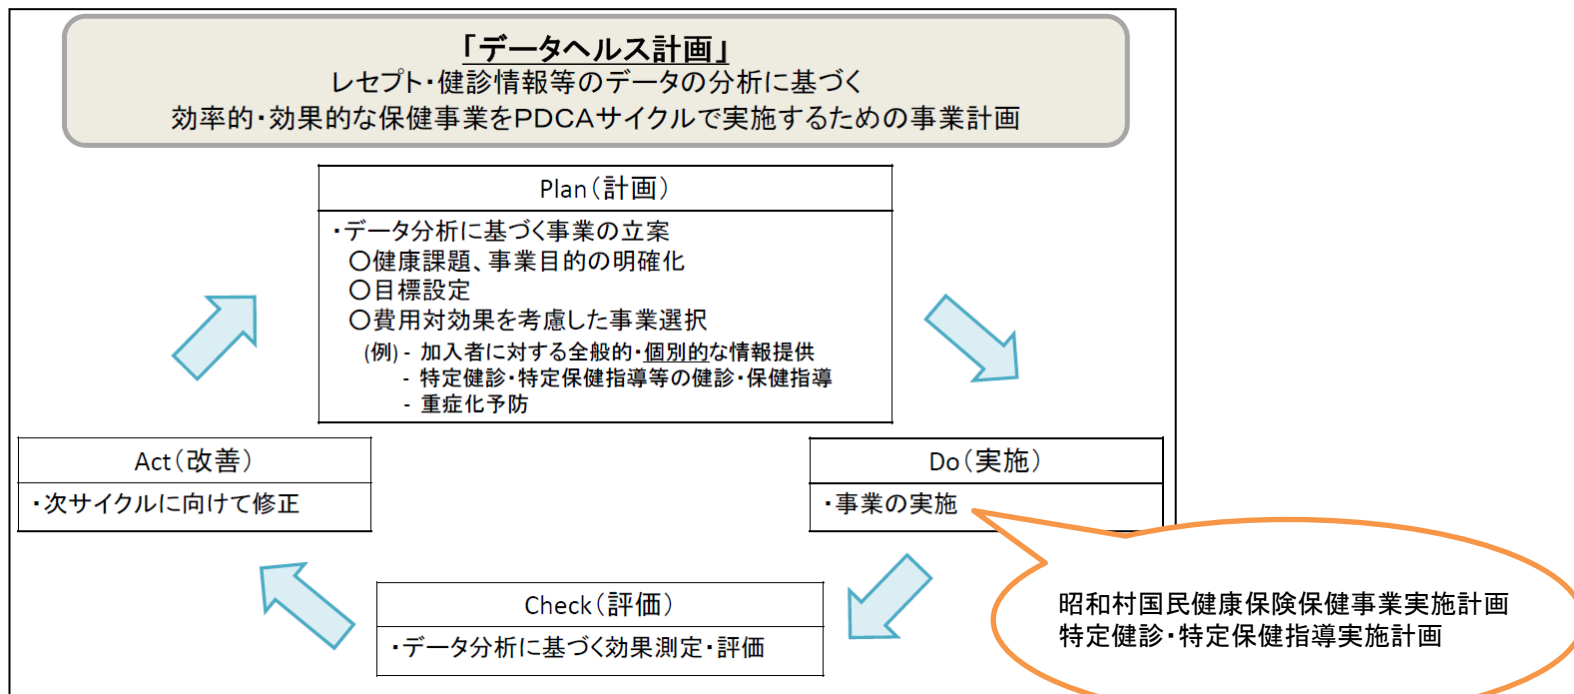 「データヘルス計画」
レセプト・健診情報等のデータの分析に基づく
効率的・効果的な保健事業をPDCAサイクルで実施するための事業計画
Plan(計画)
・データ分析に基づく事業の立案
〇健康課題、事業目的の明確化
〇目標設定
〇費用対効果を考慮した事業選択
(例)- 加入者に対する全般的・個別的な情報提供
- 特定健診・特定保健指導等の健診・保健指導
- 重症化予防
Act(改善)
・次サイクルに向けて修正
Do(実施)
・事業の実施
Check(評価)
・データ分析に基づく効果測定・評価
昭和村国民健康保険保健事業実施計画
特定健診・特定保健指導実施計画